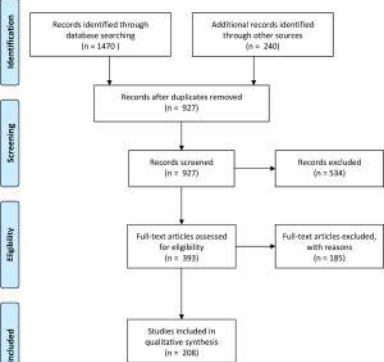 Identification
Records identified through
database searching
(n = 1470 )
Additional records identified
through other sources
(n = 240)
Records after duplicates removed
(n = 927)
Screening
Records screened
(n = 927)
Records excluded
(n = 534)
Eligibility
Full-text articles assessed
for eligibility
(n = 393)
Full-text articles excluded,
with reasons
(n = 185)
Included
Studies included in
qualitative synthesis
(n = 208)